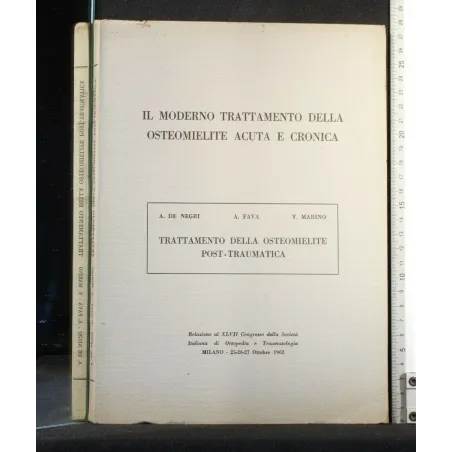 IL MODERNO TRATTAMENTO DELLA
OSTEOMIELITE ACUTA E CRONICA
A. DE NEGRI A. FAVA V. MARINO
TRATTAMENTO DELLA OSTEOMIELITE
POST-TRAUMATICA
Relazione al XLVII Congresso della Società
Italiana di Ortopedia e Traumatologia
MILANO - 25-26-27 Ottobre 1962